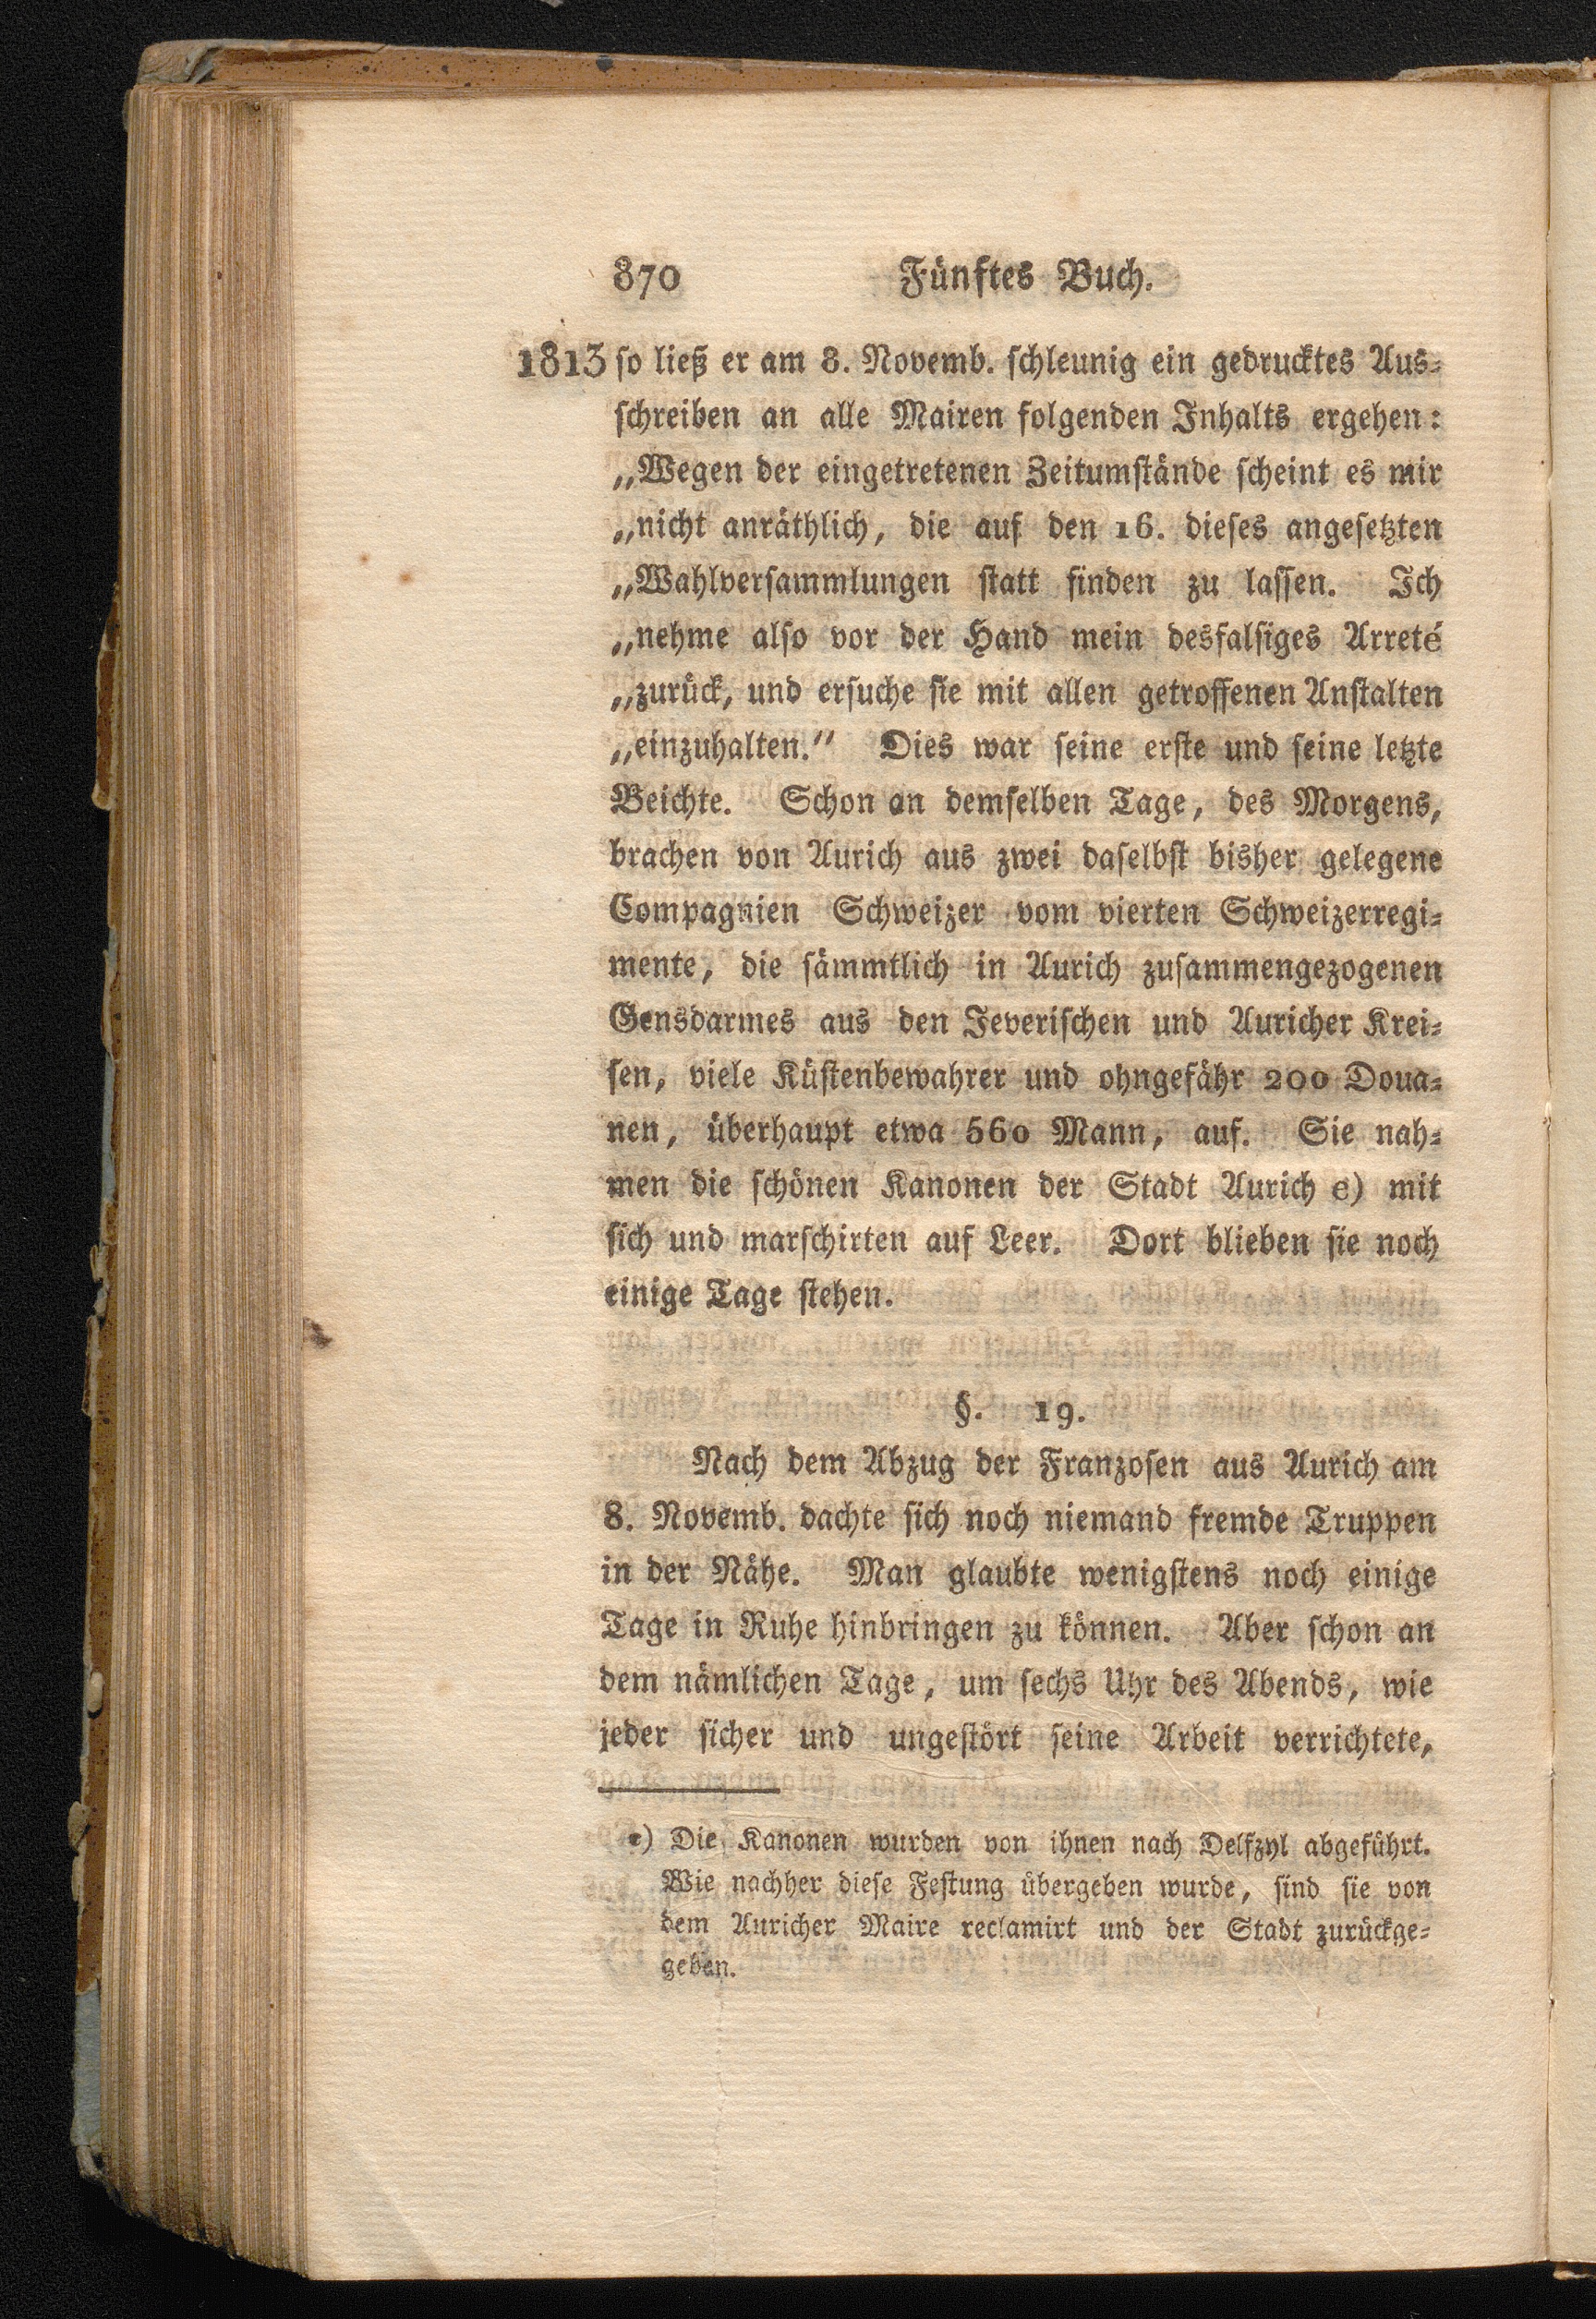 870 Fünftes Buch.
1813 so ließ er am 8. Novemb. schleunig ein gedrucktes Aus-
schreiben an alle Mairen folgenden Inhalts ergehen:
„Wegen der eingetretenen Zeitumstände scheint es mir
„nicht anräthlich, die auf den 16. dieses angesetzten
„Wahlversammlungen statt finden zu lassen. Ich
„nehme also vor der Hand mein desfalsiges Arreté
„zurück, und ersuche sie mit allen getroffenen Anstalten
„einzuhalten.“ Dies war seine erste und seine letzte
Beichte. Schon an demselben Tage, des Morgens,
brachen von Aurich aus zwei daselbst bisher gelegene
Compagnien Schweizer vom vierten Schweizerregi-
mente, die sämmtlich in Aurich zusammengezogenen
Gensdarmes aus den Jeverischen und Auricher Krei-
sen, viele Küstenbewahrer und ohngefähr 200 Doua-
nen, überhaupt etwa 560 Mann, auf. Sie nah-
men die schönen Kanonen der Stadt Aurich e) mit
sich und marschirten auf Leer. Dort blieben sie noch
einige Tage stehen.
§. 19.
Nach dem Abzug der Franzosen aus Aurich am
8. Novemb. dachte sich noch niemand fremde Truppen
in der Nähe. Man glaubte wenigstens noch einige
Tage in Ruhe hinbringen zu können. Aber schon an
dem nämlichen Tage, um sechs Uhr des Abends, wie
jeder sicher und ungestört seine Arbeit verrichtete,
e) Die Kanonen wurden von ihnen nach Delfzyl abgeführt.
Wie nachher diese Festung übergeben wurde, sind sie von
dem Auricher Maire reclamirt und der Stadt zurückge-
geben.